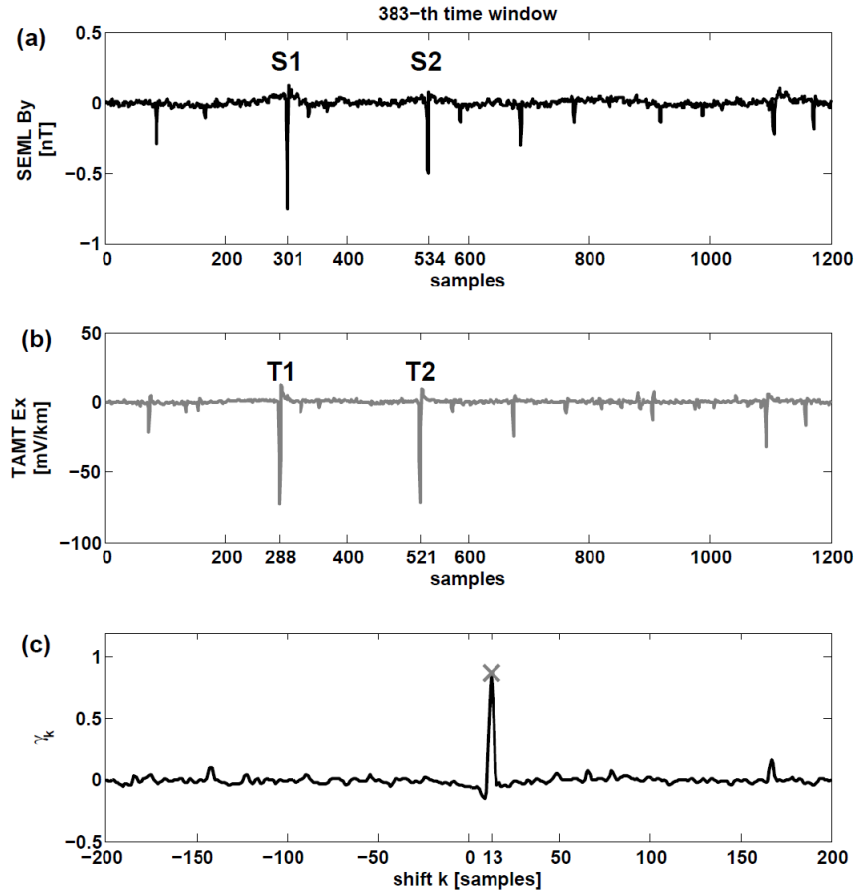 383−th time window
(a)
S1
S2
0.5
0
−0.5
−1
SEML By
[nT]
0 200 301 400 534 600 800 1000 1200
samples
(b)
T1
T2
50
0
−50
−100
TAMT Ex
[mV/km]
0 200 288 400 521 600 800 1000 1200
samples
(c)
1
0.5
0
−0.5
γk
−200 −150 −100 −50 0 13 50 100 150 200
shift k [samples]